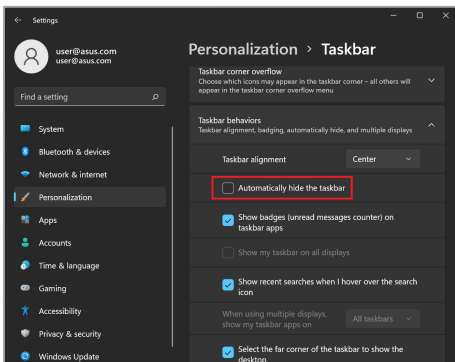 Settings
user@asus.com
user@asus.com
Find a setting
System
Bluetooth & devices
Network & internet
Personalization
Apps
Accounts
Time & language
Gaming
Accessibility
Privacy & security
Windows Update
Personalization > Taskbar
Taskbar corner overflow
Choose which icons may appear in the taskbar corner – all others will
appear in the taskbar corner overflow menu
Taskbar behaviors
Taskbar alignment, badging, automatically hide, and multiple displays
Taskbar alignment
Center
Automatically hide the taskbar
Show badges (unread messages counter) on
taskbar apps
Show my taskbar on all displays
Show recent searches when I hover over the search
icon
When using multiple displays,
show my taskbar apps on
All taskbars
Select the far corner of the taskbar to show the
desktop